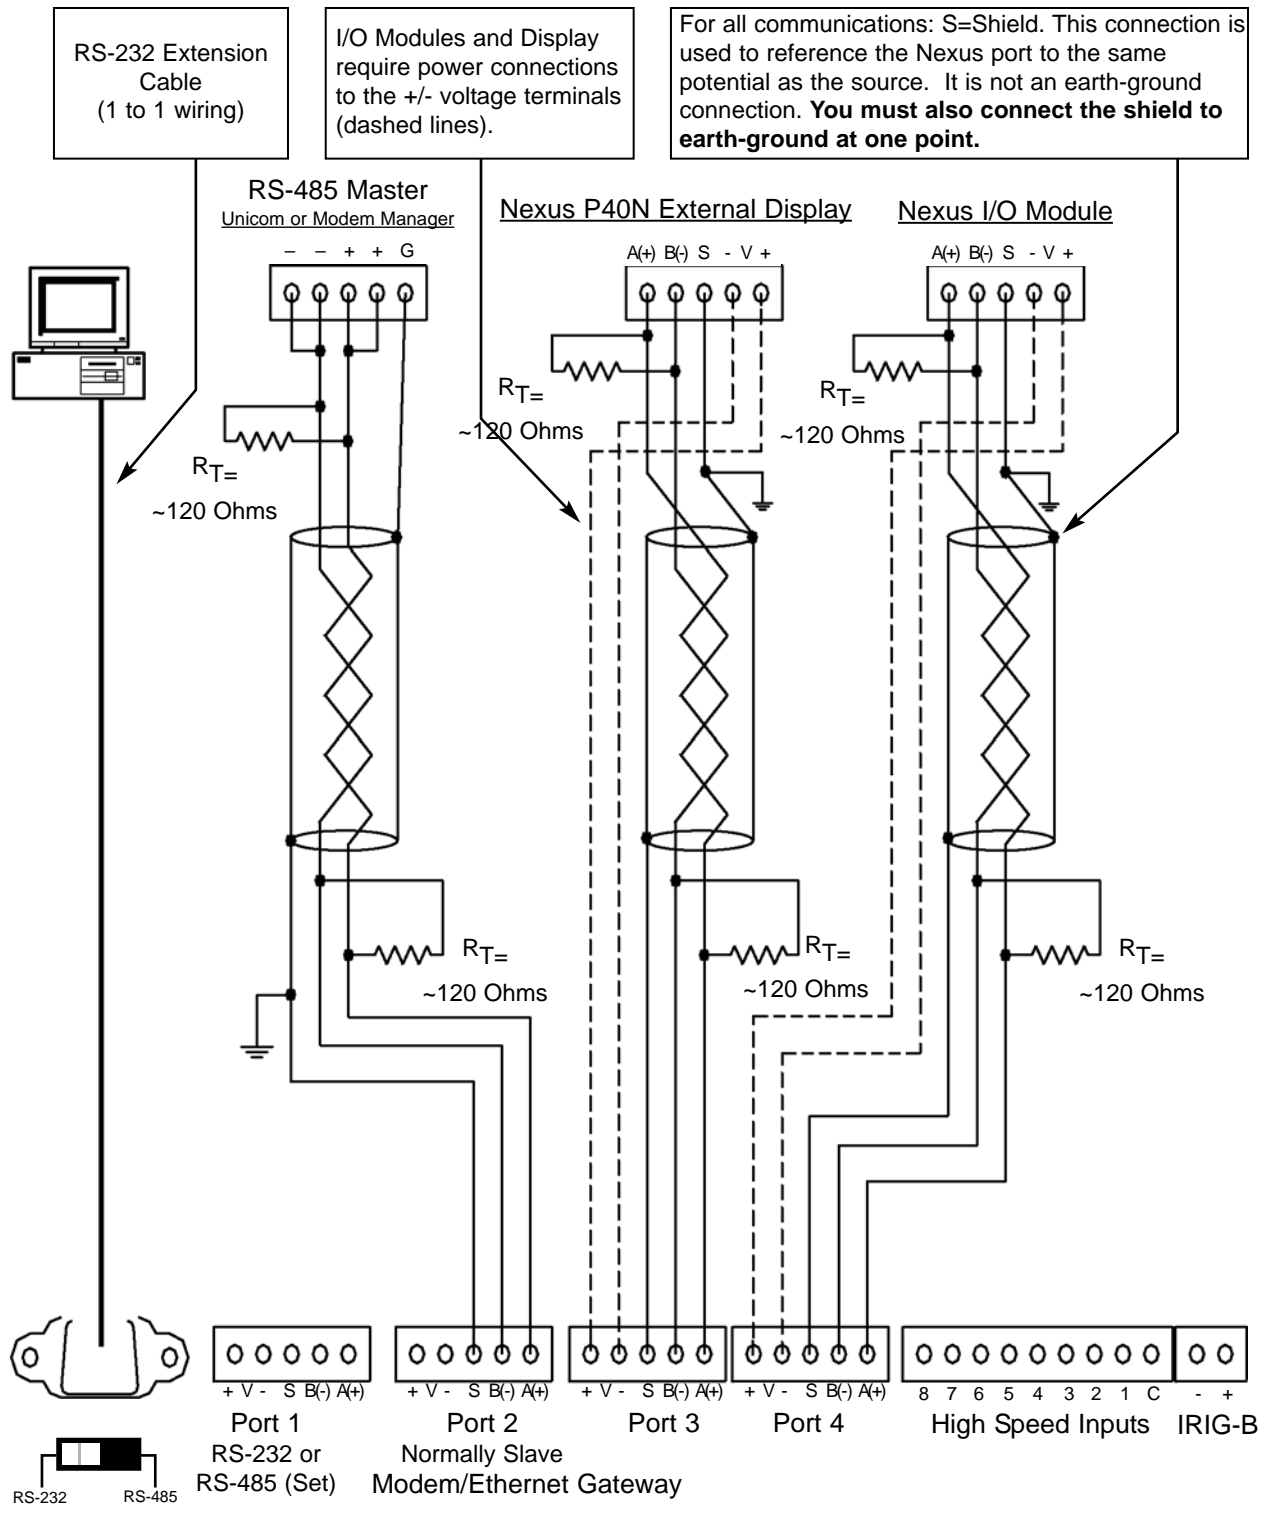 RS-232 Extension
Cable
(1 to 1 wiring)
I/O Modules and Display
require power connections
to the +/- voltage terminals
(dashed lines).
For all communications: S=Shield. This connection is
used to reference the Nexus port to the same
potential as the source. It is not an earth-ground
connection. You must also connect the shield to
earth-ground at one point.
RS-485 Master
Unicom or Modem Manager
– – + + G
Nexus P40N External Display
A(+) B(-) S - V +
Nexus I/O Module
A(+) B(-) S - V +
RT=
~120 Ohms
RT=
~120 Ohms
RT=
~120 Ohms
RT=
~120 Ohms
RT=
~120 Ohms
RT=
~120 Ohms
+ V - S B(-) A(+)
Port 1
RS-232 or
RS-485 (Set)
+ V - S B(-) A(+)
Port 2
Normally Slave
Modem/Ethernet Gateway
+ V - S B(-) A(+)
Port 3
+ V - S B(-) A(+)
Port 4
8 7 6 5 4 3 2 1 C
High Speed Inputs
- +
IRIG-B
RS-232
RS-485